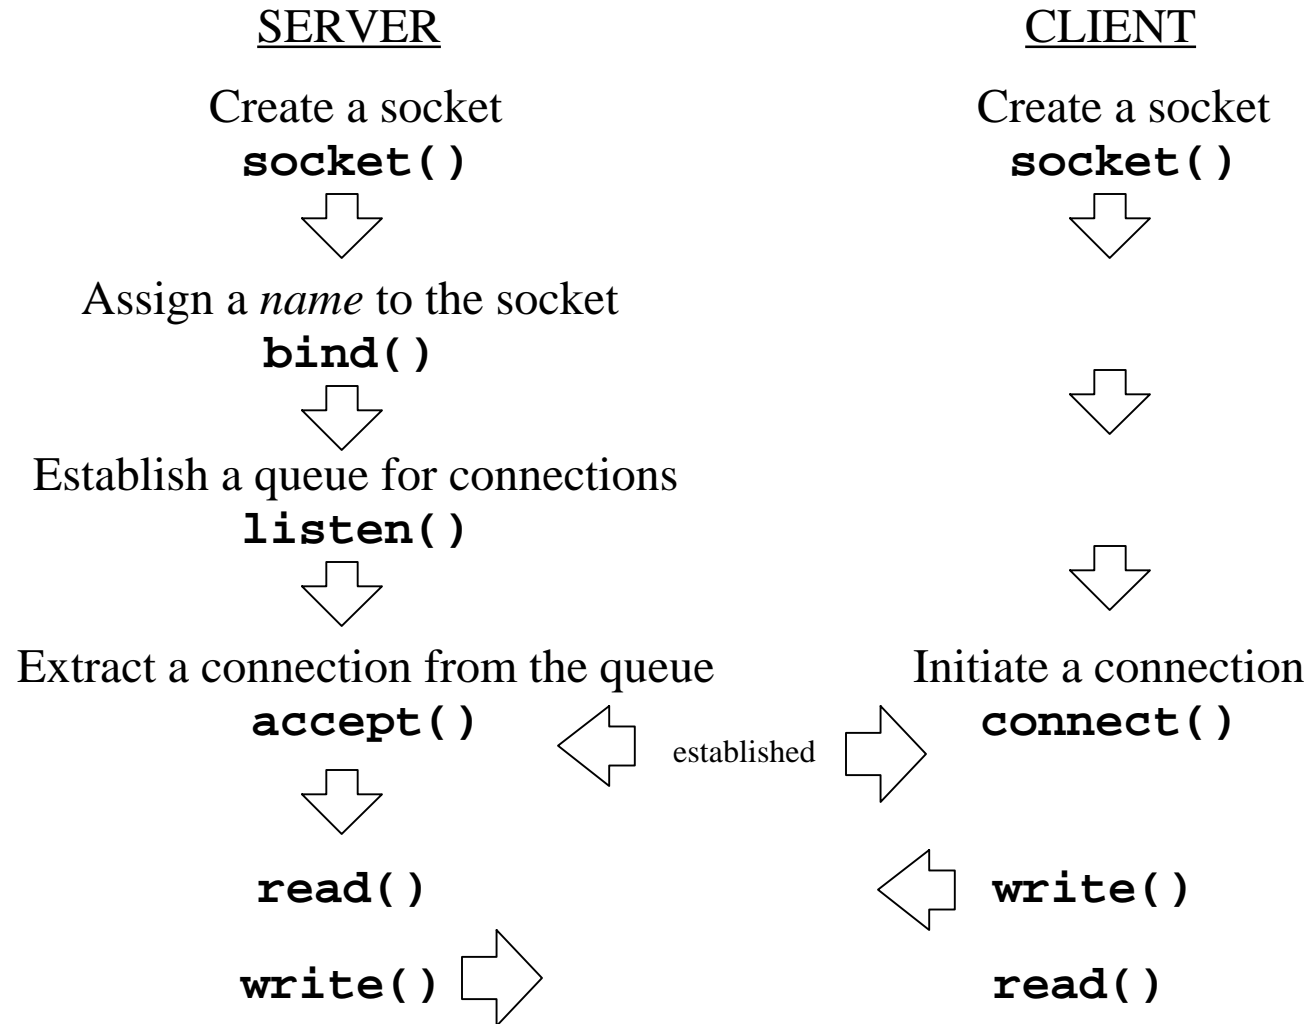 SERVER
Create a socket
socket()
Assign a name to the socket
bind()
Establish a queue for connections
listen()
Extract a connection from the queue
accept()
established
read()
write()
CLIENT
Create a socket
socket()
Initiate a connection
connect()
write()
read()